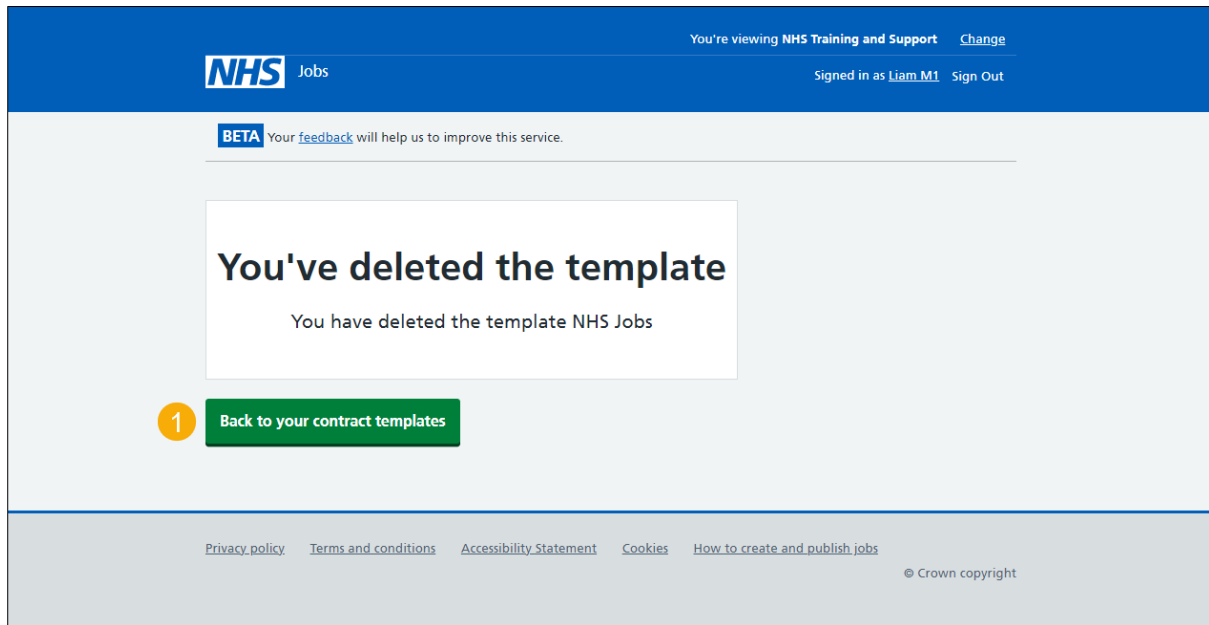 You're viewing NHS Training and Support Change
NHS Jobs
Signed in as Liam M1 Sign Out
BETA Your feedback will help us to improve this service.
You've deleted the template
You have deleted the template NHS Jobs
1 Back to your contract templates
Privacy policy Terms and conditions Accessibility Statement Cookies How to create and publish jobs
© Crown copyright